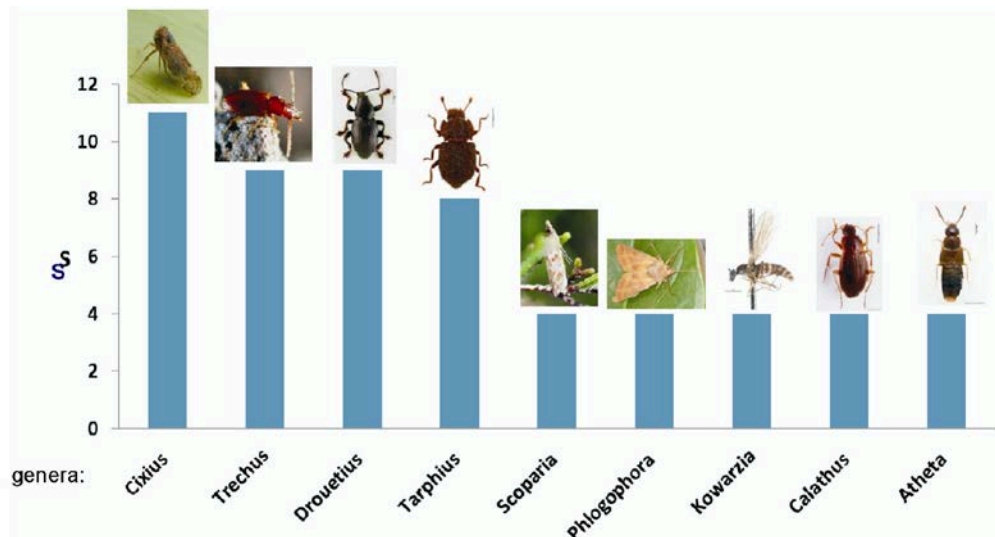 12
10
8
6
4
2
0
S
S
genera:
Cixius
Trechus
Drouetius
Tarphius
Scoparia
Phlogophora
Kowarzia
Calathus
Atheta